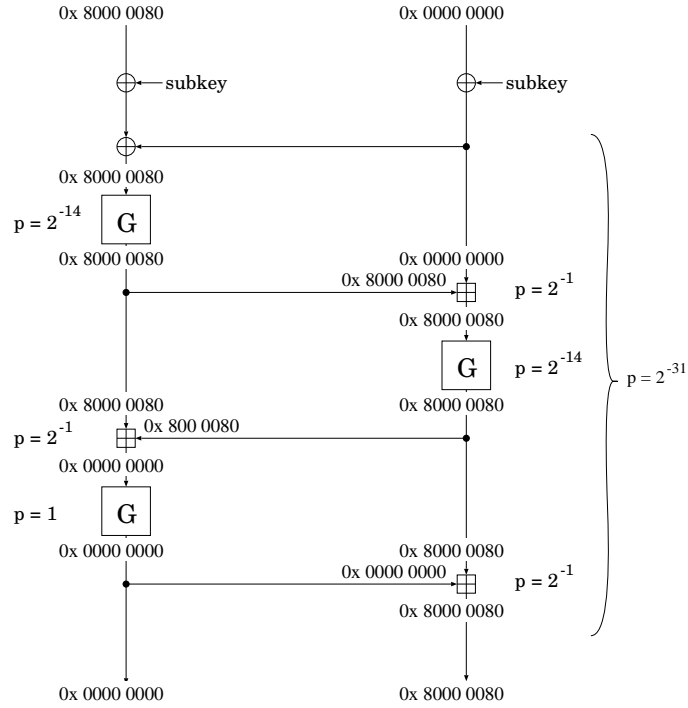 0x 8000 0080 0x 0000 0000
subkey subkey
0x 8000 0080
p = 2^-14 G
0x 8000 0080 0x 0000 0000
0x 8000 0080 p = 2^-1
0x 8000 0080
G p = 2^-14
p = 2^-31
0x 8000 0080 0x 8000 0080
p = 2^-1 0x 800 0080
0x 0000 0000
p = 1 G
0x 0000 0000 0x 8000 0080
0x 0000 0000 p = 2^-1
0x 8000 0080
0x 0000 0000 0x 8000 0080